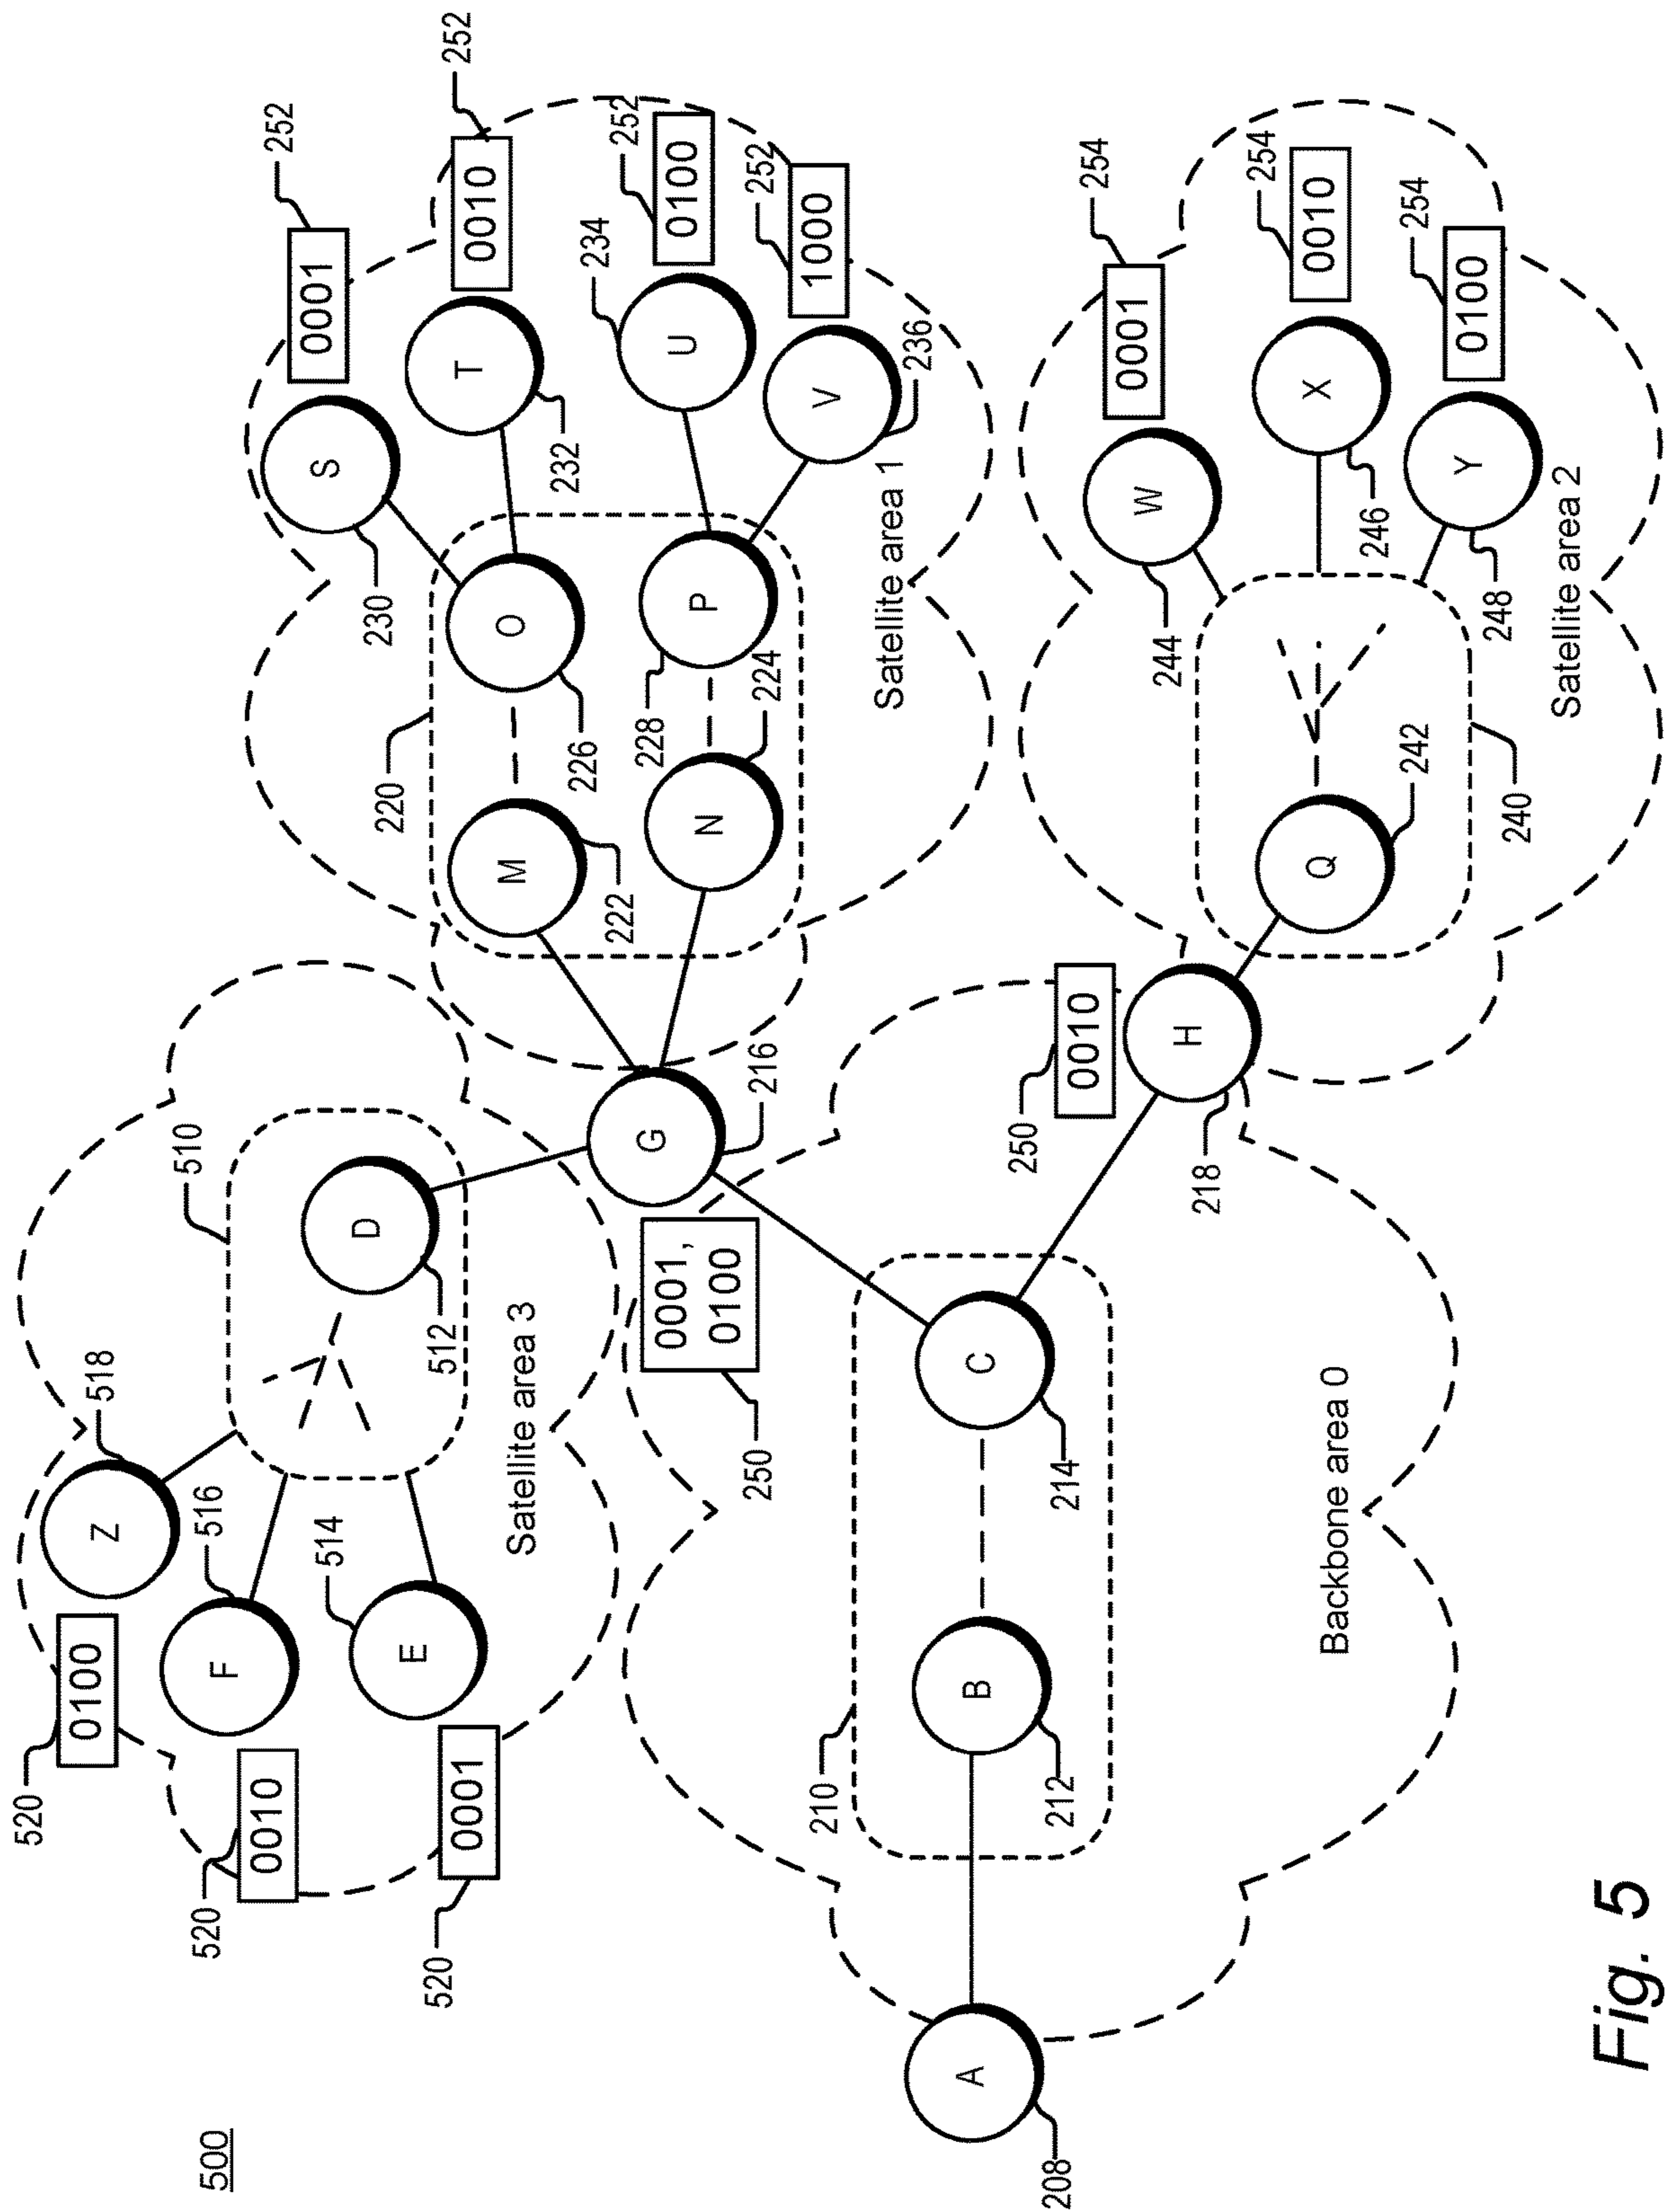 500
Fig. 5
A
208
B
212
210
C
214
Backbone area 0
G
216
0001,
0100
250
H
218
0010
250
D
512
510
Z
518
0100
520
F
516
0010
520
E
514
0001
520
Satellite area 3
M
222
N
224
220
O
226
P
228
S
230
0001
252
T
232
0010
252
U
234
0100
252
V
236
1000
252
Satellite area 1
Q
242
240
W
244
0001
254
X
246
0010
254
Y
248
0100
254
Satellite area 2